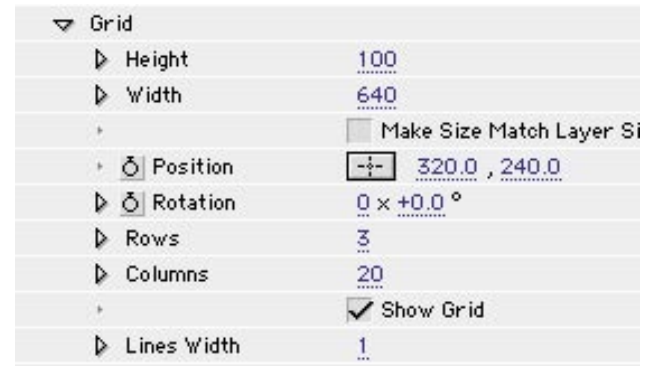 Grid
Height 100
Width 640
Make Size Match Layer Si
Position 320.0 , 240.0
Rotation 0 x +0.0 °
Rows 3
Columns 20
Show Grid
Lines Width 1